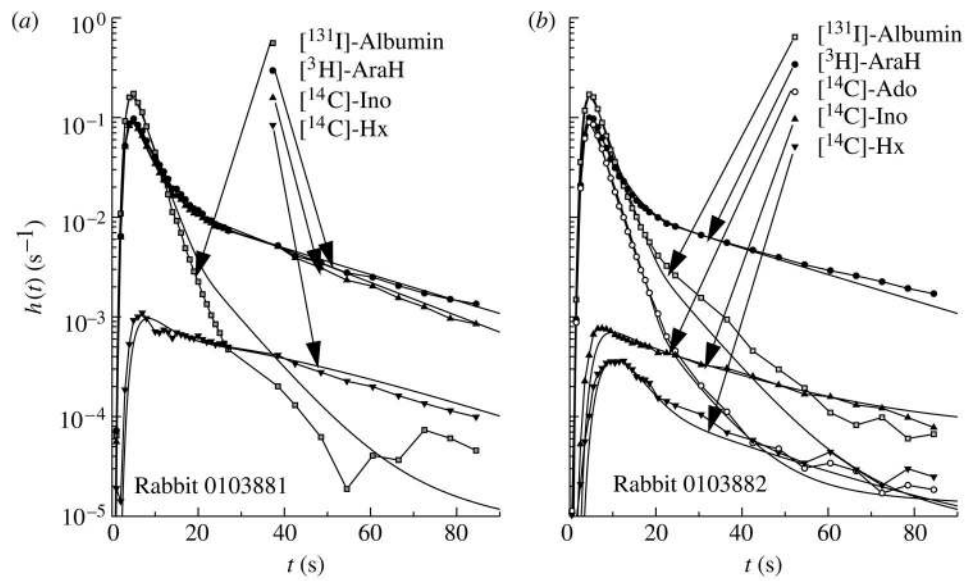 (a)
10⁰
10⁻¹
10⁻²
10⁻³
10⁻⁴
10⁻⁵
h(t) (s⁻¹)
[¹³¹I]-Albumin
[³H]-AraH
[¹⁴C]-Ino
[¹⁴C]-Hx
Rabbit 0103881
0 20 40 60 80
t (s)
(b)
[¹³¹I]-Albumin
[³H]-AraH
[¹⁴C]-Ado
[¹⁴C]-Ino
[¹⁴C]-Hx
Rabbit 0103882
0 20 40 60 80
t (s)